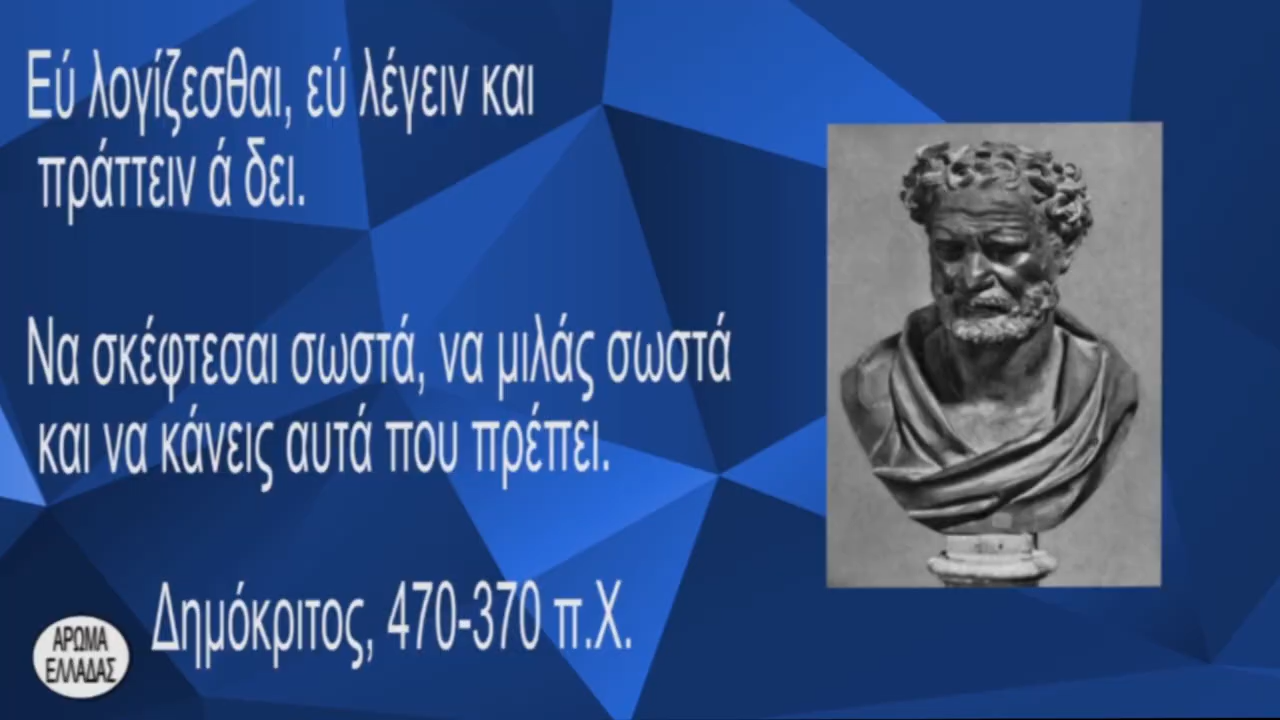 Εύ λογίζεσθαι, εύ λέγειν και
πράττειν ά δει.
Να σκέφτεσαι σωστά, να μιλάς σωστά
και να κάνεις αυτά που πρέπει.
Δημόκριτος, 470-370 π.Χ.
ΑΡΩΜΑ
ΕΛΛΑΔΑΣ